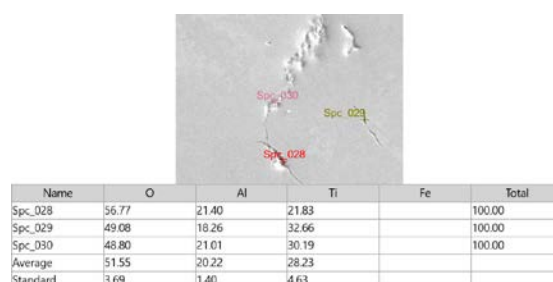 Spc_030
Spc_029
Spc_028
Name O Al Ti Fe Total
Spc_028 56.77 21.40 21.83 100.00
Spc_029 49.08 18.26 32.66 100.00
Spc_030 48.80 21.01 30.19 100.00
Average 51.55 20.22 28.23
Standard 3.69 1.40 4.63